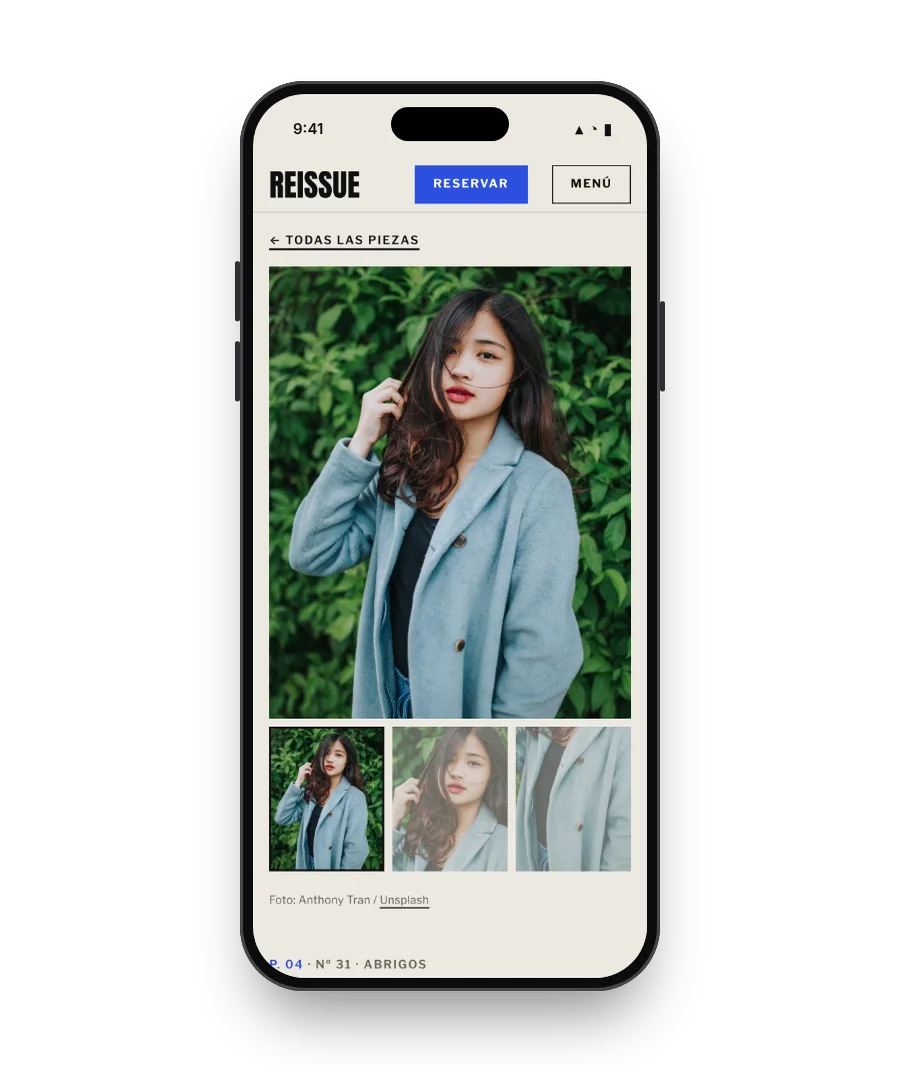 9:41
REISSUE
RESERVAR
MENÚ
← TODAS LAS PIEZAS
Foto: Anthony Tran / Unsplash
P. 04 · Nº 31 · ABRIGOS